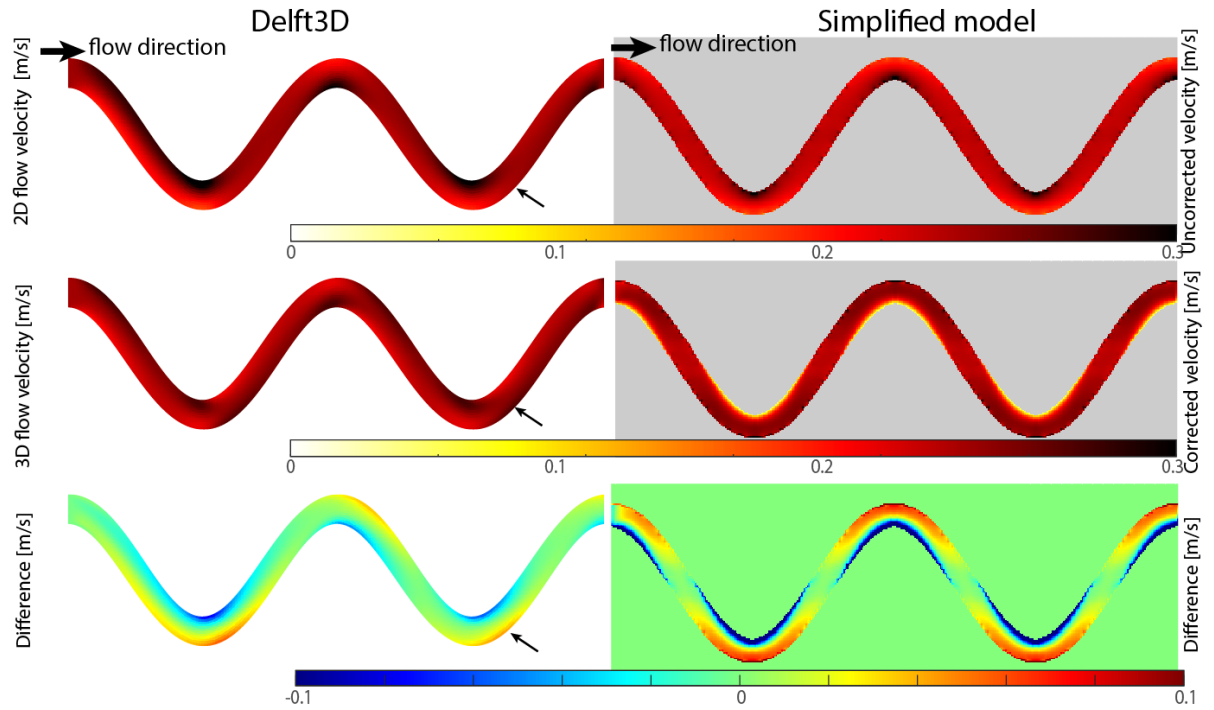 Delft3D
Simplified model
flow direction
flow direction
2D flow velocity [m/s]
Uncorrected velocity [m/s]
0 0.1 0.2 0.3
3D flow velocity [m/s]
Corrected velocity [m/s]
0 0.1 0.2 0.3
Difference [m/s]
Difference [m/s]
-0.1 0 0.1